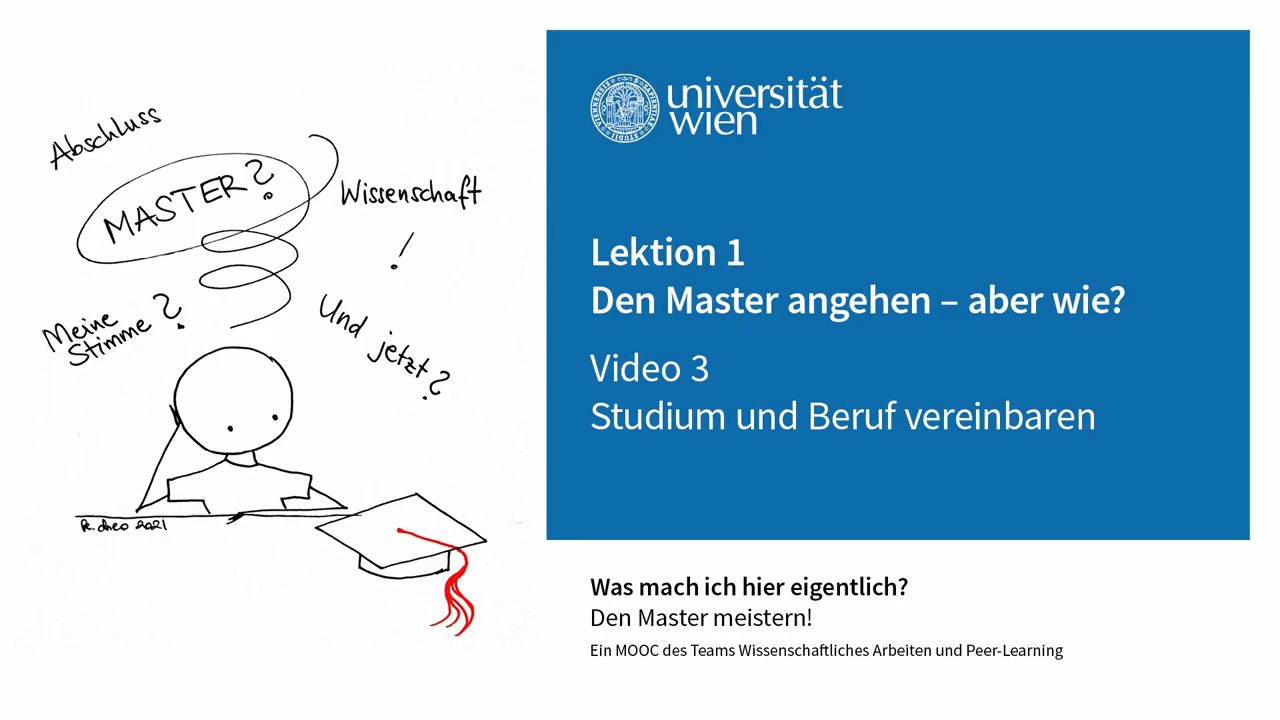 Abschluss
MASTER?
Wissenschaft
!
Meine
Stimme?
Und jetzt?
universität
wien
Lektion 1
Den Master angehen – aber wie?
Video 3
Studium und Beruf vereinbaren
Was mach ich hier eigentlich?
Den Master meistern!
Ein MOOC des Teams Wissenschaftliches Arbeiten und Peer-Learning
2021